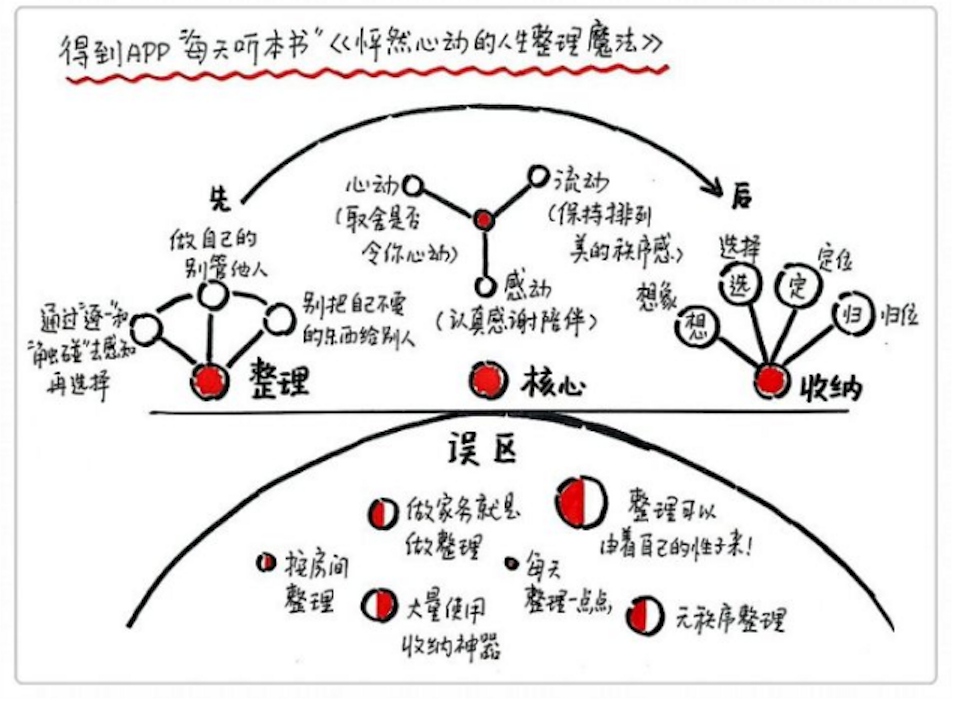 得到APP"每天听本书"《怦然心动的人生整理魔法》
先
后
做自己的
别管他人
通过"逐一和
"触碰"去感知
再选择
别把自己不要
的东西给别人
整理
心动
(取舍是否
令你心动)
流动
(保持排列
美的秩序感)
感动
(认真感谢陪伴)
核心
想象
想
选择
选
定位
定
归
归位
收纳
误区
做家务就是
做整理
整理可以
由着自己的性子来!
按房间
整理
每天
整理一点点
大量使用
收纳神器
无秩序整理